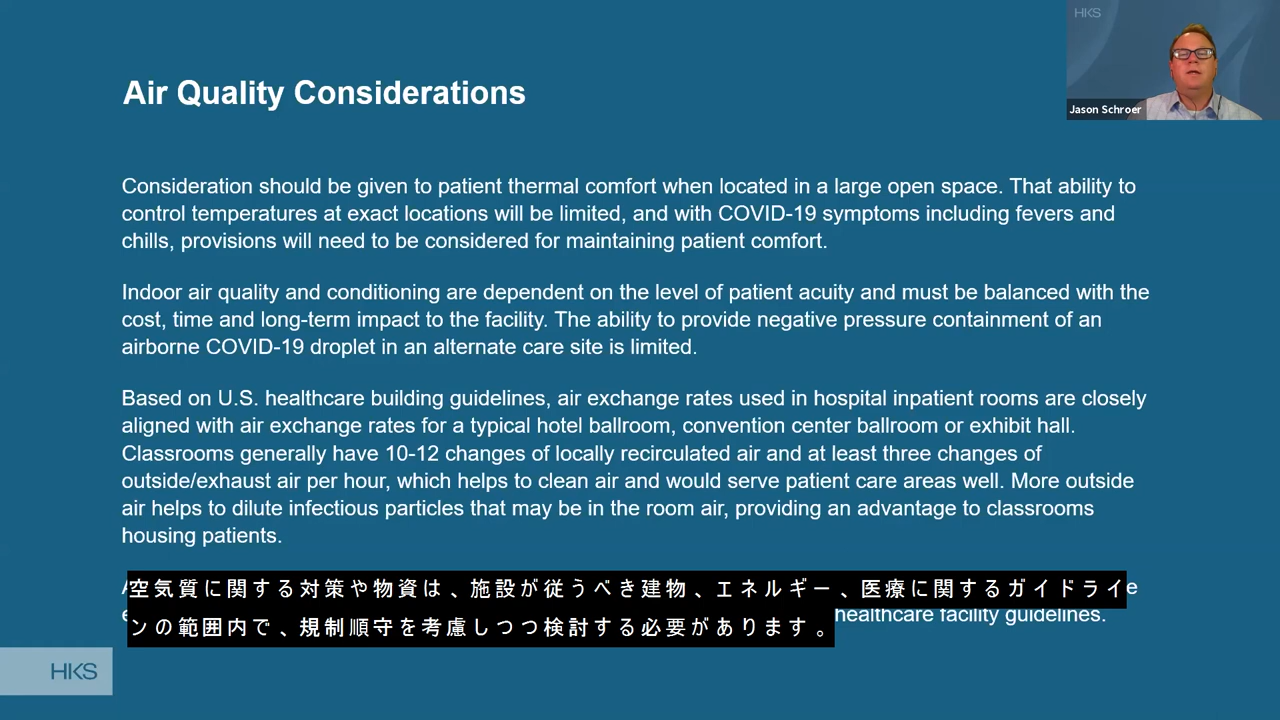 HKS
Jason Schroer
Air Quality Considerations
Consideration should be given to patient thermal comfort when located in a large open space. That ability to
control temperatures at exact locations will be limited, and with COVID-19 symptoms including fevers and
chills, provisions will need to be considered for maintaining patient comfort.
Indoor air quality and conditioning are dependent on the level of patient acuity and must be balanced with the
cost, time and long-term impact to the facility. The ability to provide negative pressure containment of an
airborne COVID-19 droplet in an alternate care site is limited.
Based on U.S. healthcare building guidelines, air exchange rates used in hospital inpatient rooms are closely
aligned with air exchange rates for a typical hotel ballroom, convention center ballroom or exhibit hall.
Classrooms generally have 10-12 changes of locally recirculated air and at least three changes of
outside/exhaust air per hour, which helps to clean air and would serve patient care areas well. More outside
air helps to dilute infectious particles that may be in the room air, providing an advantage to classrooms
housing patients.
空気質に関する対策や物資は、施設が従うべき建物、エネルギー、医療に関するガイドライ
ンの範囲内で、規制順守を考慮しつつ検討する必要があります。
healthcare facility guidelines.
HKS